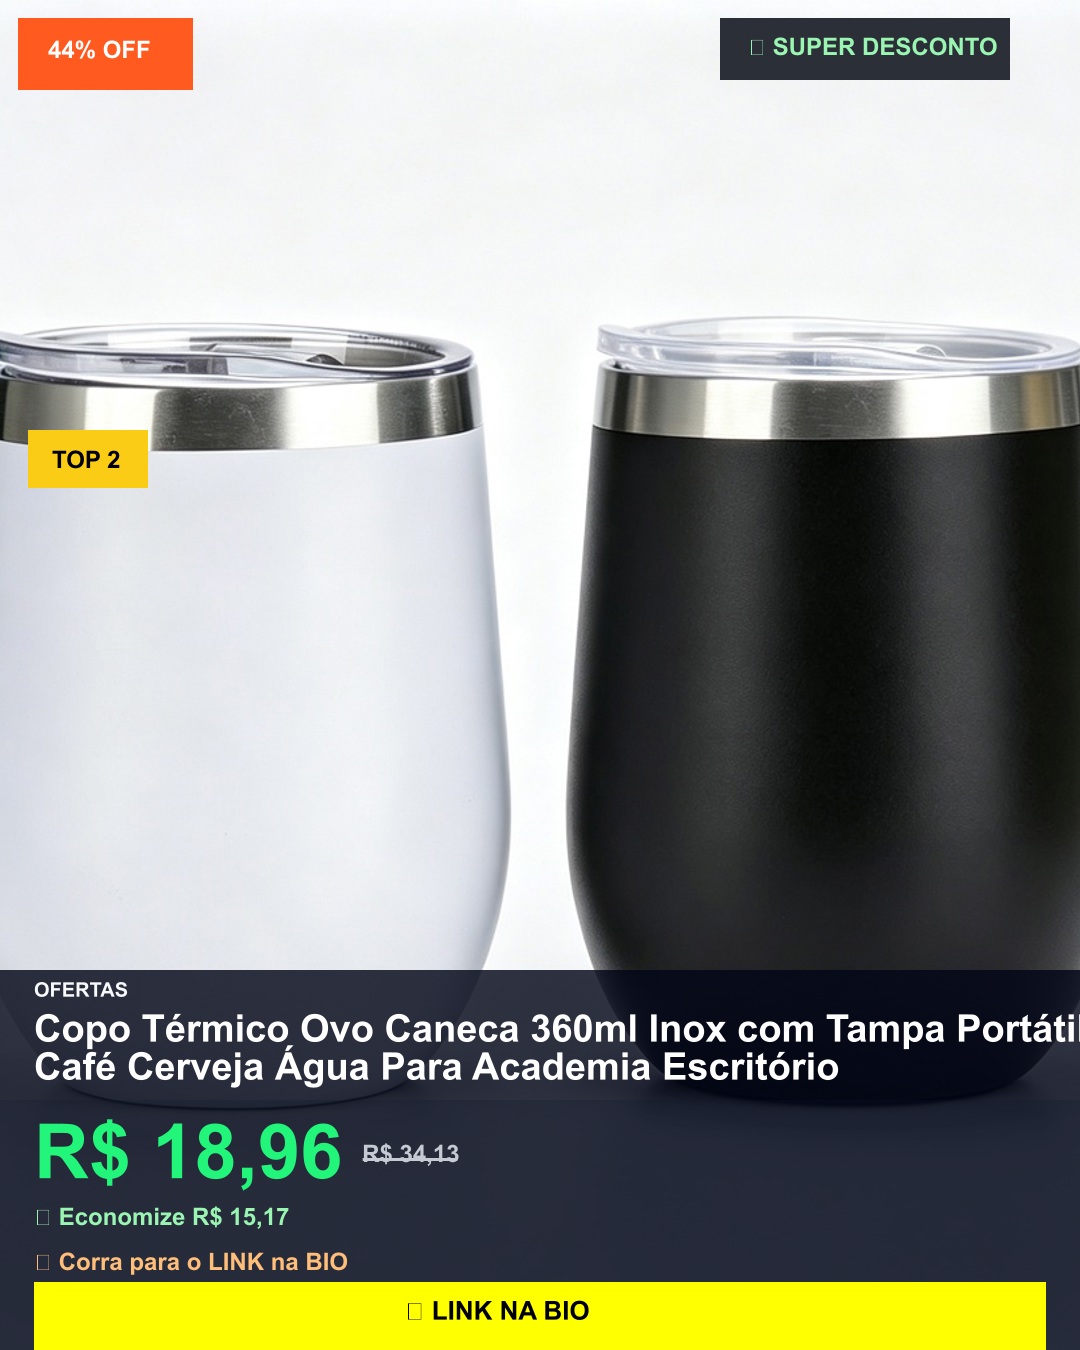 44% OFF
SUPER DESCONTO
TOP 2
OFERTAS
Copo Térmico Ovo Caneca 360ml Inox com Tampa Portátil
Café Cerveja Água Para Academia Escritório
R$ 18,96 R$ 34,13
Economize R$ 15,17
Corra para o LINK na BIO
LINK NA BIO